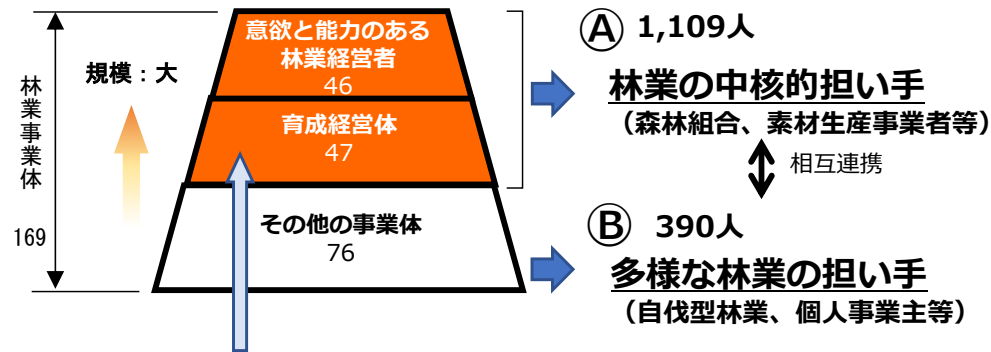 林業事業体
169
規模：大
意欲と能力のある
林業経営者
46
育成経営体
47
その他の事業体
76
Ⓐ 1,109人
林業の中核的担い手
（森林組合、素材生産事業者等）
相互連携
Ⓑ 390人
多様な林業の担い手
（自伐型林業、個人事業主等）